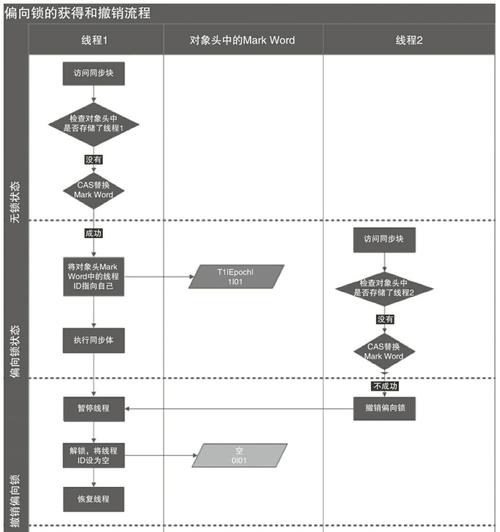 偏向锁的获得和撤销流程
线程1
对象头中的Mark Word
线程2
无锁状态
访问同步块
检查对象头中
是否存储了线程1
没有
CAS替换
Mark Word
偏向锁状态
成功
将对象头Mark
Word中的线程
ID指向自己
T1|Epoch|
1|01
执行同步体
访问同步块
检查对象头中
是否存储了线程2
没有
CAS替换
Mark Word
不成功
撤销偏向锁
暂停线程
撤销偏向锁
解锁,将线程
ID设为空
空
0|01
恢复线程